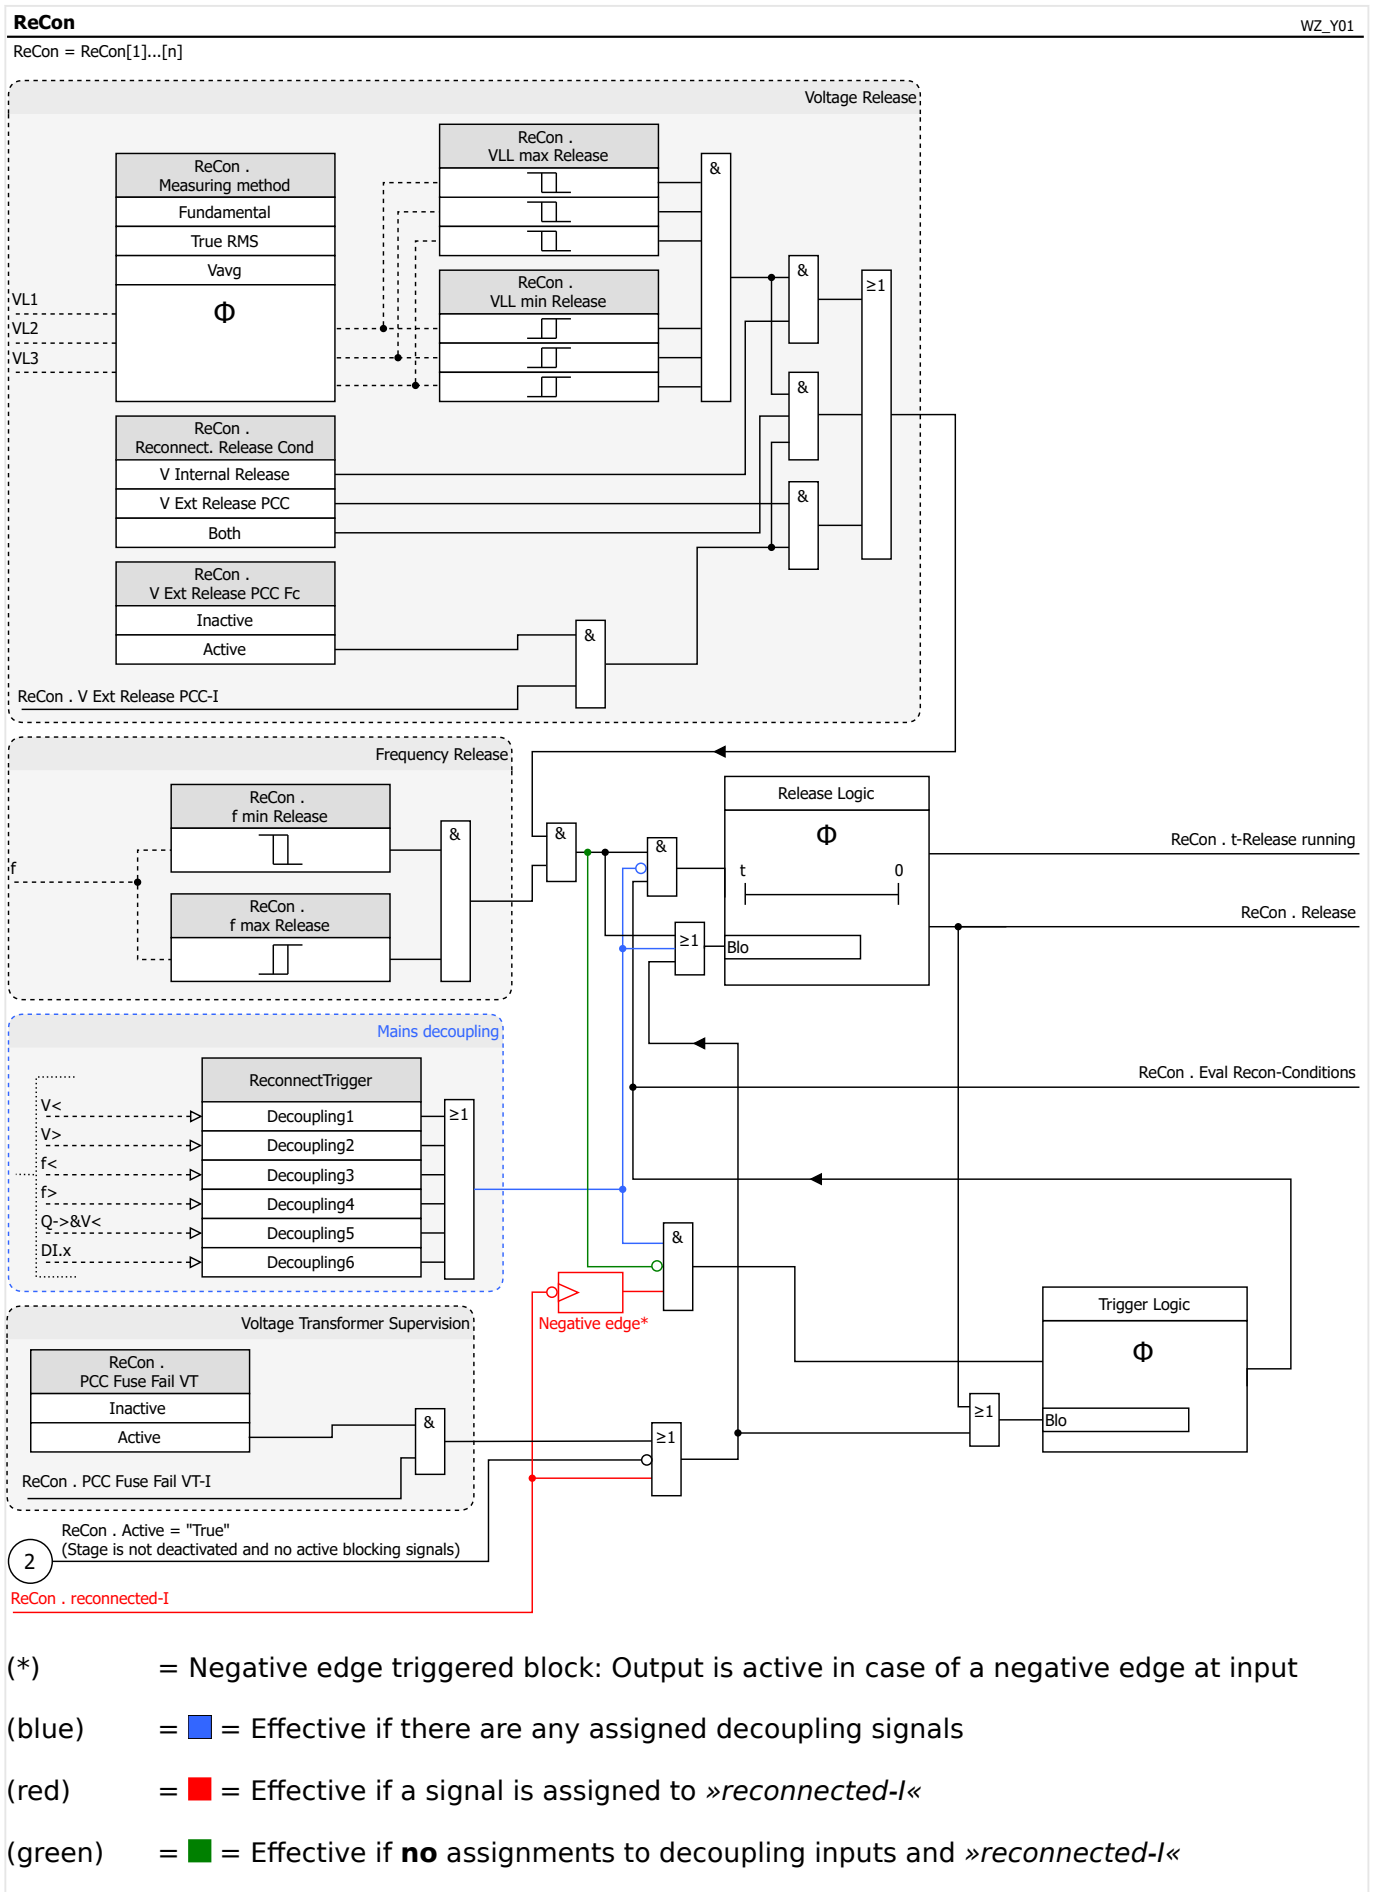 ReCon
WZ_Y01
ReCon = ReCon[1]...[n]
Voltage Release
ReCon .
Measuring method
Fundamental
True RMS
Vavg
Φ
VL1
VL2
VL3
ReCon .
VLL max Release
ReCon .
VLL min Release
&
&
≥1
&
&
ReCon .
Reconnect. Release Cond
V Internal Release
V Ext Release PCC
Both
ReCon .
V Ext Release PCC Fc
Inactive
Active
&
ReCon . V Ext Release PCC-I
Frequency Release
ReCon .
f min Release
f
ReCon .
f max Release
&
&
&
≥1
Release Logic
Φ
t
0
Blo
ReCon . t-Release running
ReCon . Release
ReCon . Eval Recon-Conditions
Mains decoupling
ReconnectTrigger
V<
Decoupling1
V>
Decoupling2
f<
Decoupling3
f>
Decoupling4
Q->&V<
Decoupling5
DI.x
Decoupling6
≥1
&
Negative edge*
Trigger Logic
Φ
Blo
≥1
Voltage Transformer Supervision
ReCon .
PCC Fuse Fail VT
Inactive
Active
&
≥1
ReCon . PCC Fuse Fail VT-I
ReCon . Active = "True"
2
(Stage is not deactivated and no active blocking signals)
ReCon . reconnected-I
(*) = Negative edge triggered block: Output is active in case of a negative edge at input
(blue) = = Effective if there are any assigned decoupling signals
(red) = = Effective if a signal is assigned to »reconnected-I«
(green) = = Effective if no assignments to decoupling inputs and »reconnected-I«